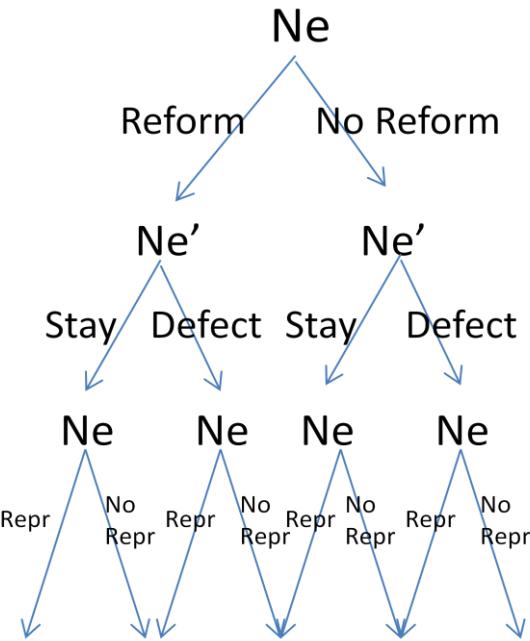 Ne
Reform No Reform
Ne’ Ne’
Stay Defect Stay Defect
Ne Ne Ne Ne
Repr No Repr Repr No Repr Repr No Repr Repr No Repr